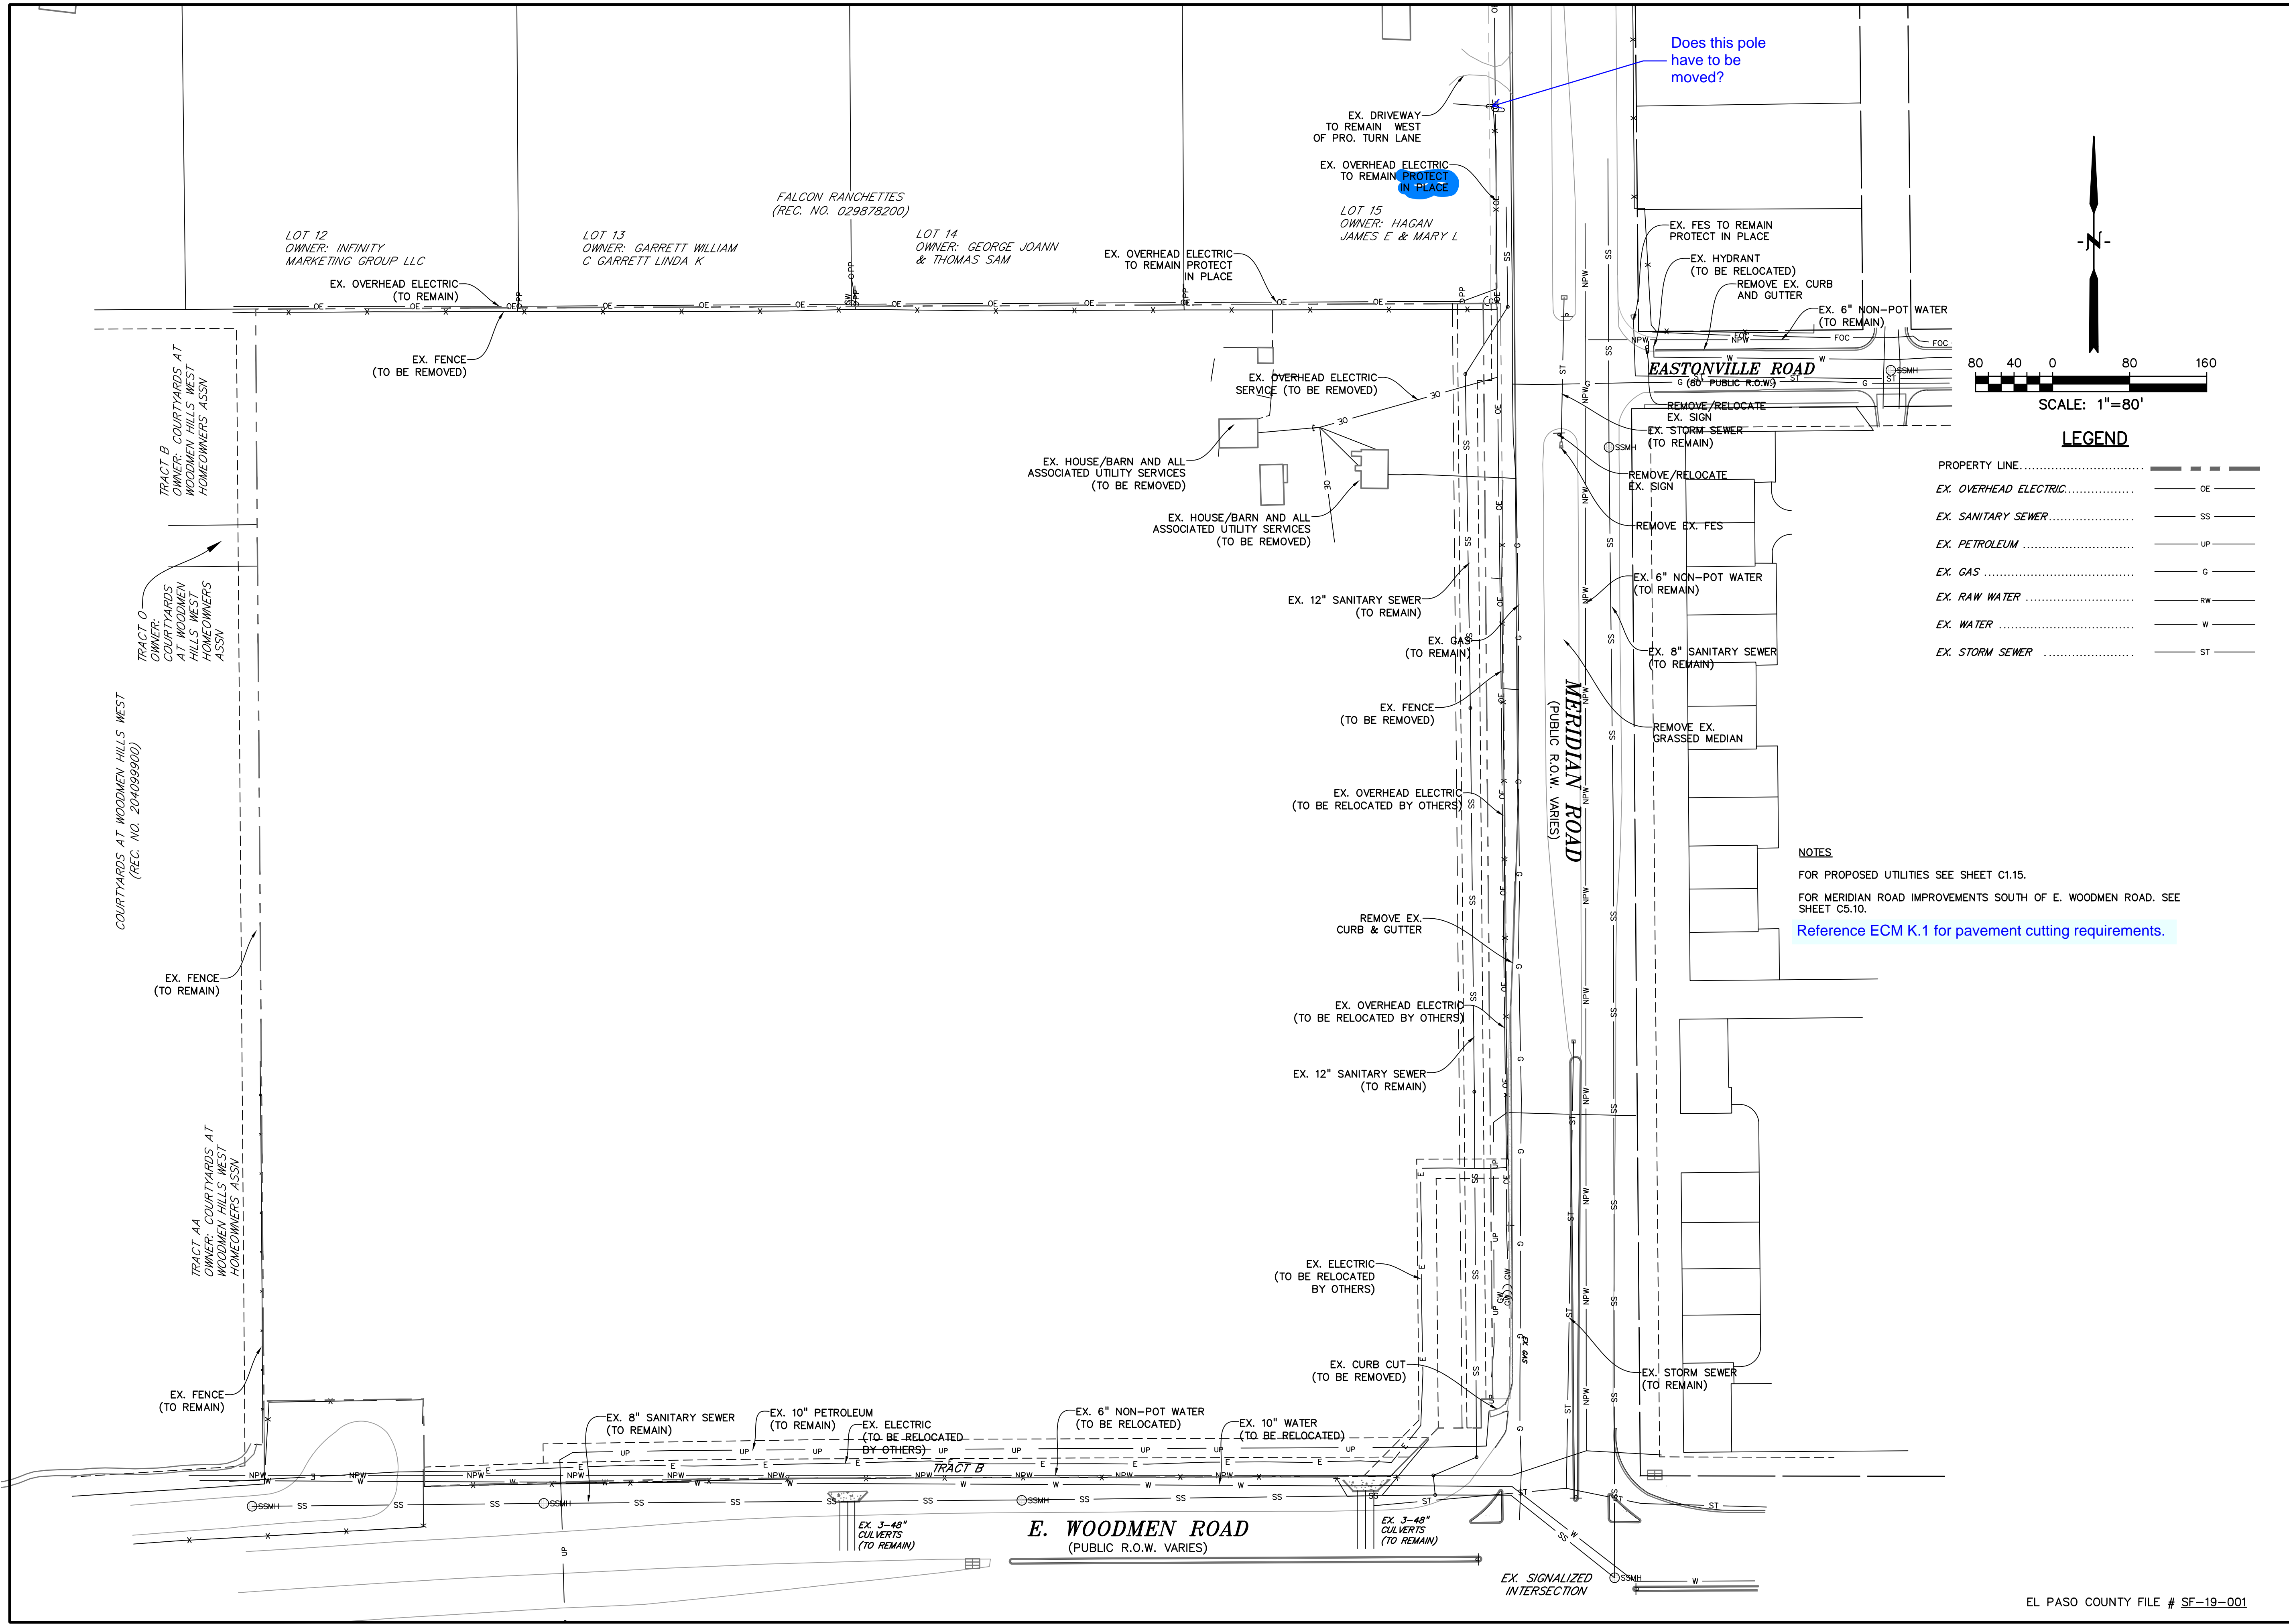 Does this pole
have to be
moved?
EX. DRIVEWAY
TO REMAIN WEST
OF PRO. TURN LANE
EX. OVERHEAD ELECTRIC
TO REMAIN PROTECT
IN PLACE
FALCON RANCHETTES
(REC. NO. 029878200)
LOT 12
OWNER: INFINITY
MARKETING GROUP LLC
LOT 13
OWNER: GARRETT WILLIAM
C GARRETT LINDA K
LOT 14
OWNER: GEORGE JOANN
& THOMAS SAM
LOT 15
OWNER: HAGAN
JAMES E & MARY L
EX. OVERHEAD ELECTRIC
(TO REMAIN)
EX. OVERHEAD ELECTRIC
TO REMAIN PROTECT
IN PLACE
EX. FES TO REMAIN
PROTECT IN PLACE
EX. HYDRANT
(TO BE RELOCATED)
REMOVE EX. CURB
AND GUTTER
EX. 6" NON-POT WATER
(TO REMAIN)
EX. FENCE
(TO BE REMOVED)
EASTONVILLE ROAD
(60' PUBLIC R.O.W.)
-N-
80 40 0 80 160
SCALE: 1"=80'
LEGEND
PROPERTY LINE
EX. OVERHEAD ELECTRIC OE
EX. SANITARY SEWER SS
EX. PETROLEUM UP
EX. GAS G
EX. RAW WATER RW
EX. WATER W
EX. STORM SEWER ST
TRACT B
OWNER: COURTYARDS AT
WOODMEN HILLS WEST
HOMEOWNERS ASSN
EX. OVERHEAD ELECTRIC
SERVICE (TO BE REMOVED)
REMOVE/RELOCATE
EX. SIGN
EX. STORM SEWER
(TO REMAIN)
EX. HOUSE/BARN AND ALL
ASSOCIATED UTILITY SERVICES
(TO BE REMOVED)
REMOVE/RELOCATE
EX. SIGN
EX. HOUSE/BARN AND ALL
ASSOCIATED UTILITY SERVICES
(TO BE REMOVED)
REMOVE EX. FES
TRACT O
OWNER:
COURTYARDS
AT WOODMEN
HILLS WEST
HOMEOWNERS
ASSN
EX. 12" SANITARY SEWER
(TO REMAIN)
EX. 6" NON-POT WATER
(TO REMAIN)
EX. GAS
(TO REMAIN)
EX. 8" SANITARY SEWER
(TO REMAIN)
EX. FENCE
(TO BE REMOVED)
MERIDIAN ROAD
(PUBLIC R.O.W. VARIES)
REMOVE EX.
GRASSED MEDIAN
COURTYARDS AT WOODMEN HILLS WEST
(REC. NO. 204099900)
EX. OVERHEAD ELECTRIC
(TO BE RELOCATED BY OTHERS)
NOTES
FOR PROPOSED UTILITIES SEE SHEET C1.15.
FOR MERIDIAN ROAD IMPROVEMENTS SOUTH OF E. WOODMEN ROAD. SEE
SHEET C5.10.
Reference ECM K.1 for pavement cutting requirements.
REMOVE EX.
CURB & GUTTER
EX. FENCE
(TO REMAIN)
EX. OVERHEAD ELECTRIC
(TO BE RELOCATED BY OTHERS)
EX. 12" SANITARY SEWER
(TO REMAIN)
TRACT AA
OWNER: COURTYARDS AT
WOODMEN HILLS WEST
HOMEOWNERS ASSN
EX. ELECTRIC
(TO BE RELOCATED
BY OTHERS)
EX. GAS
EX. CURB CUT
(TO BE REMOVED)
EX. STORM SEWER
(TO REMAIN)
EX. FENCE
(TO REMAIN)
EX. 8" SANITARY SEWER
(TO REMAIN)
EX. 10" PETROLEUM
(TO REMAIN)
EX. ELECTRIC
(TO BE RELOCATED
BY OTHERS)
EX. 6" NON-POT WATER
(TO BE RELOCATED)
EX. 10" WATER
(TO BE RELOCATED)
TRACT B
EX. 3-48"
CULVERTS
(TO REMAIN)
E. WOODMEN ROAD
(PUBLIC R.O.W. VARIES)
EX. 3-48"
CULVERTS
(TO REMAIN)
EX. SIGNALIZED
INTERSECTION
EL PASO COUNTY FILE # SF-19-001